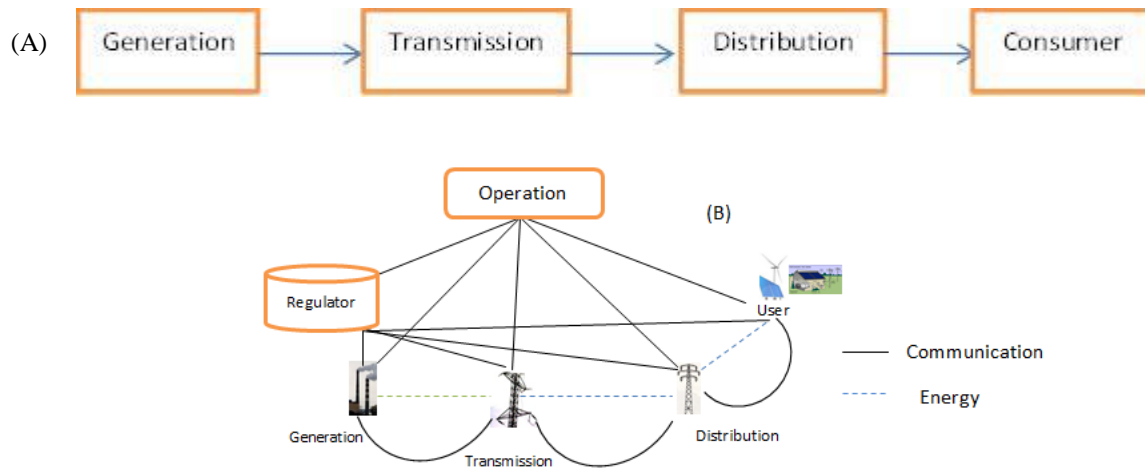 (A)
Generation
Transmission
Distribution
Consumer
Operation
(B)
Regulator
User
Communication
Energy
Generation
Transmission
Distribution